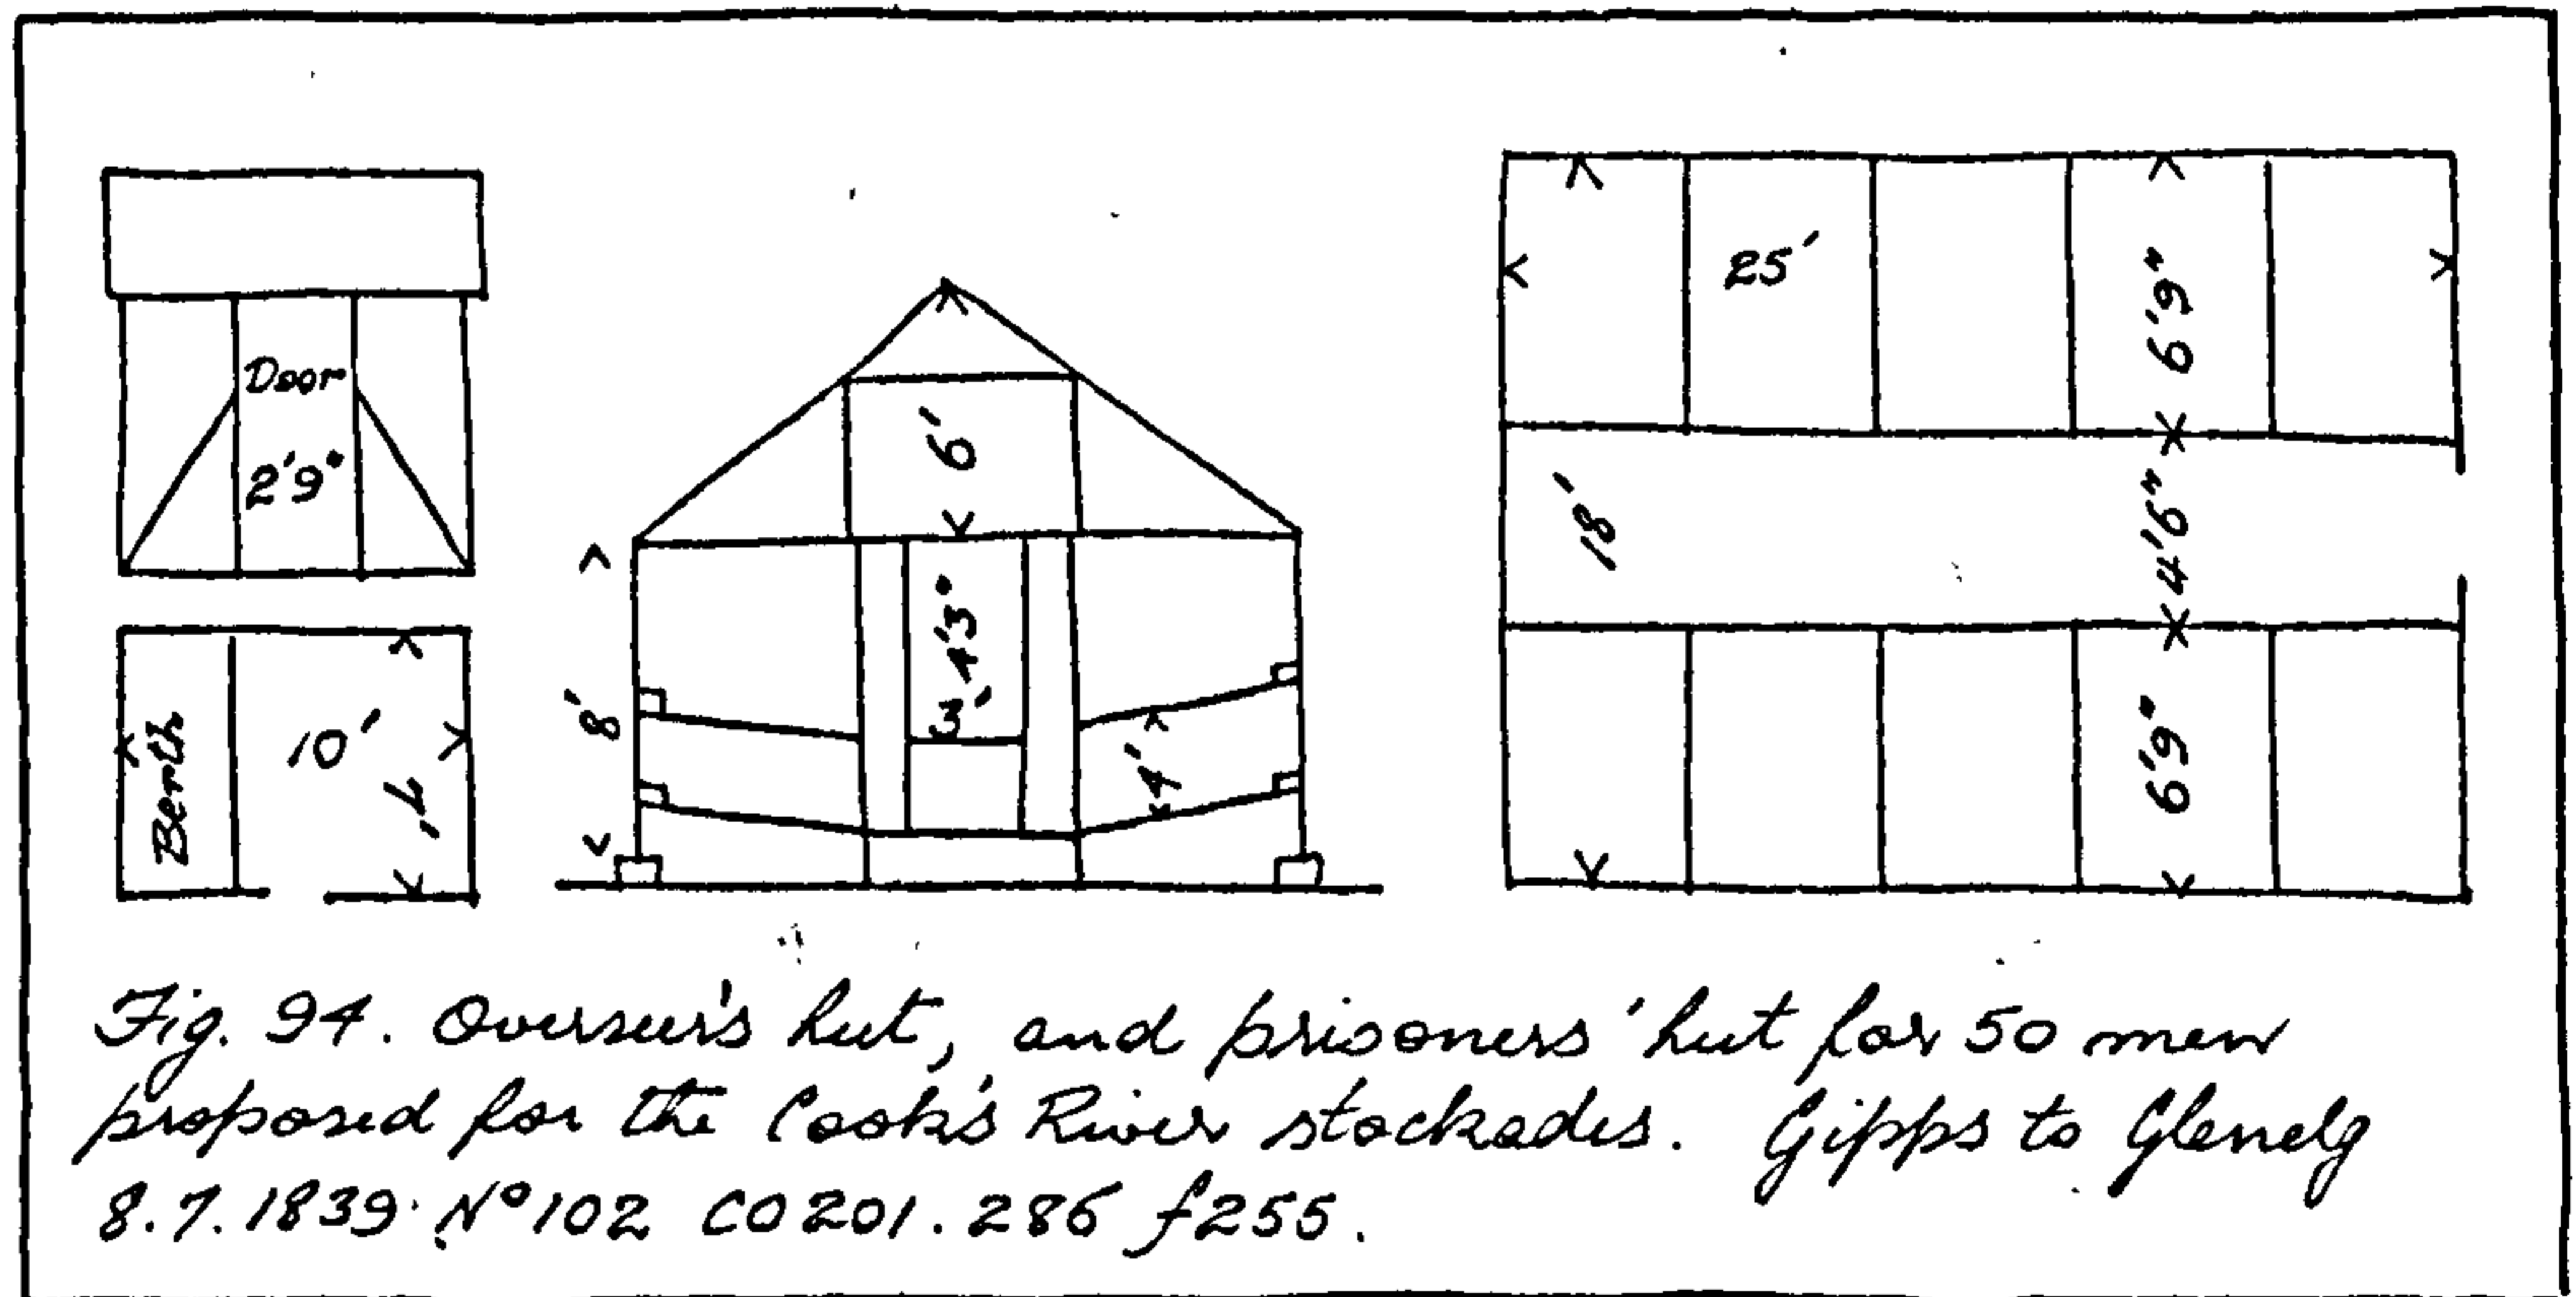 Door
2'9"
Berth
10'
7'
6'
4'3"
3'
8'
4'
25'
6'9"
18'
4'6"
6'9"
Fig. 94. Overseer's hut, and prisoners' hut for 50 men
proposed for the Cook's River stockades. Gipps to Glenelg
8.7.1839. Nº 102 CO 201. 286 f255.